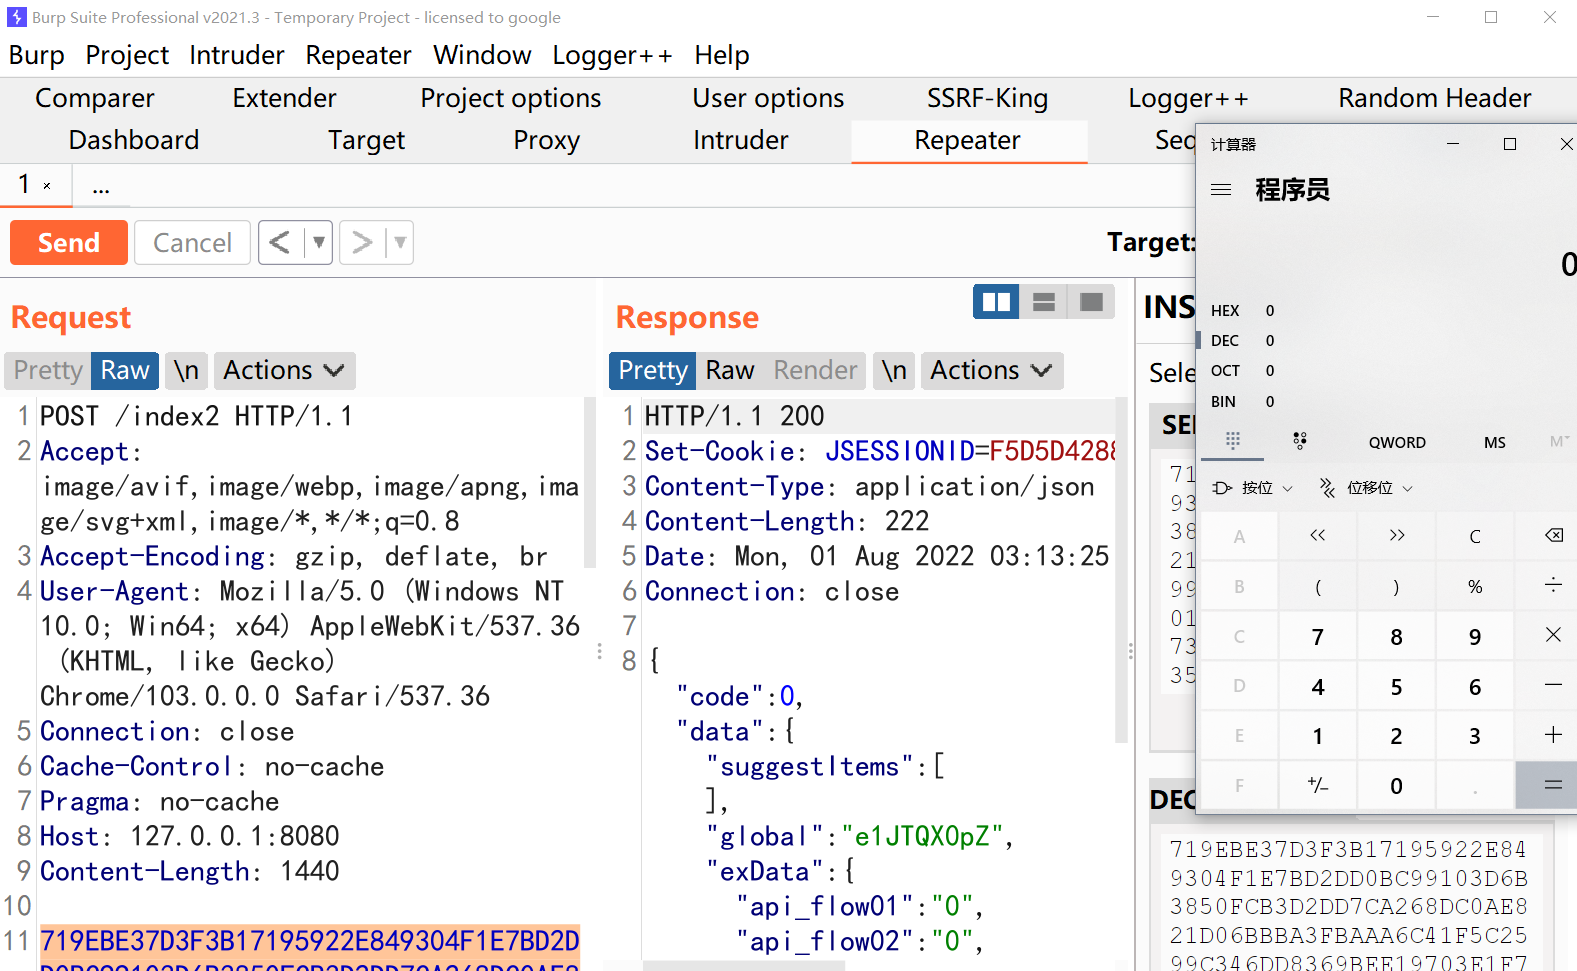 Burp Suite Professional v2021.3 - Temporary Project - licensed to google
Burp Project Intruder Repeater Window Logger++ Help
Comparer Extender Project options User options SSRF-King Logger++ Random Header
Dashboard Target Proxy Intruder Repeater Seq
1 × ...
Send Cancel < ▼ > ▼ Target:
Request
Pretty Raw \n Actions
1 POST /index2 HTTP/1.1
2 Accept:
image/avif,image/webp,image/apng,ima
ge/svg+xml,image/*,*/*;q=0.8
3 Accept-Encoding: gzip, deflate, br
4 User-Agent: Mozilla/5.0 (Windows NT
10.0; Win64; x64) AppleWebKit/537.36
(KHTML, like Gecko)
Chrome/103.0.0.0 Safari/537.36
5 Connection: close
6 Cache-Control: no-cache
7 Pragma: no-cache
8 Host: 127.0.0.1:8080
9 Content-Length: 1440
10
11 719EBE37D3F3B17195922E849304F1E7BD2D
D0BC99103D6B3850FCB3D2DD7CA268DC0AE8
Response
Pretty Raw Render \n Actions
1 HTTP/1.1 200
2 Set-Cookie: JSESSIONID=F5D5D4288
3 Content-Type: application/json
4 Content-Length: 222
5 Date: Mon, 01 Aug 2022 03:13:25
6 Connection: close
7
8 {
"code":0,
"data":{
"suggestItems":[
],
"global":"e1JTQX0pZ",
"exData":{
"api_flow01":"0",
"api_flow02":"0",
INS
Sele
SEL
71
93
38
21
99
01
73
35
DEC
719EBE37D3F3B17195922E84
9304F1E7BD2DD0BC99103D6B
3850FCB3D2DD7CA268DC0AE8
21D06BBBA3FBAAA6C41F5C25
99C346DD8369BEE19703E1F7
计算器
程序员
0
HEX 0
DEC 0
OCT 0
BIN 0
QWORD MS M
按位 位移位
A << >> C
B ( ) % ÷
C 7 8 9 ×
D 4 5 6 −
E 1 2 3 +
F +/− 0 . =